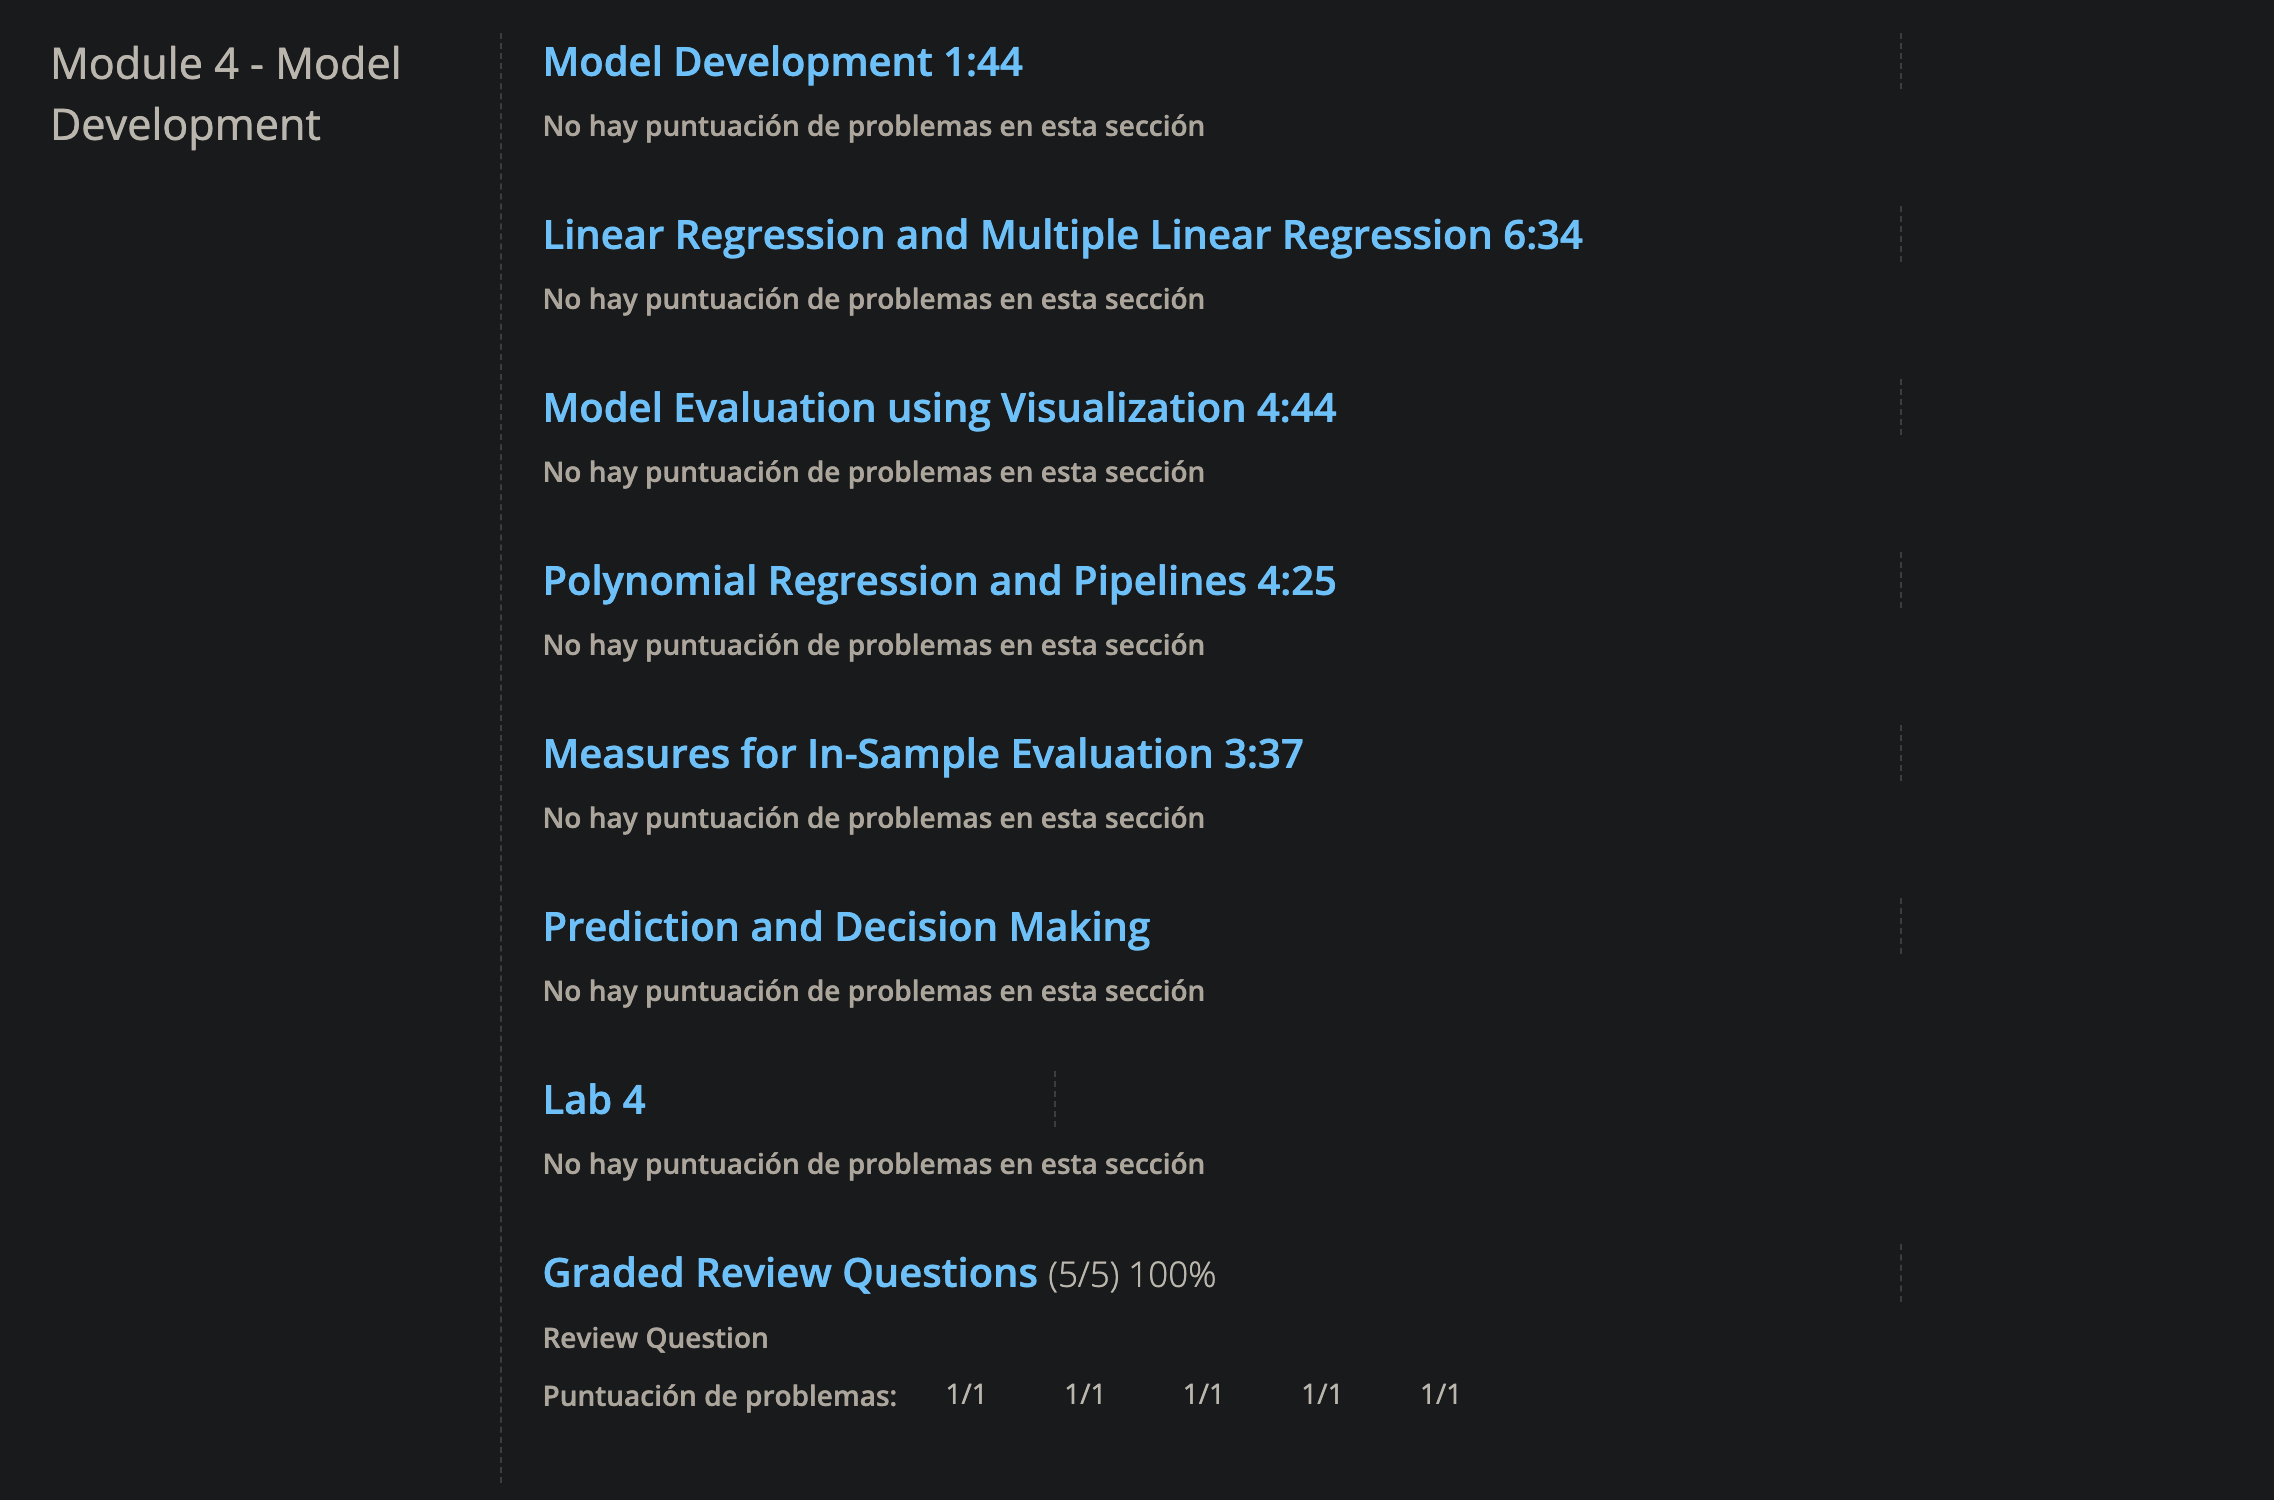 Module 4 - Model
Development
Model Development 1:44
No hay puntuación de problemas en esta sección
Linear Regression and Multiple Linear Regression 6:34
No hay puntuación de problemas en esta sección
Model Evaluation using Visualization 4:44
No hay puntuación de problemas en esta sección
Polynomial Regression and Pipelines 4:25
No hay puntuación de problemas en esta sección
Measures for In-Sample Evaluation 3:37
No hay puntuación de problemas en esta sección
Prediction and Decision Making
No hay puntuación de problemas en esta sección
Lab 4
No hay puntuación de problemas en esta sección
Graded Review Questions (5/5) 100%
Review Question
Puntuación de problemas: 1/1 1/1 1/1 1/1 1/1